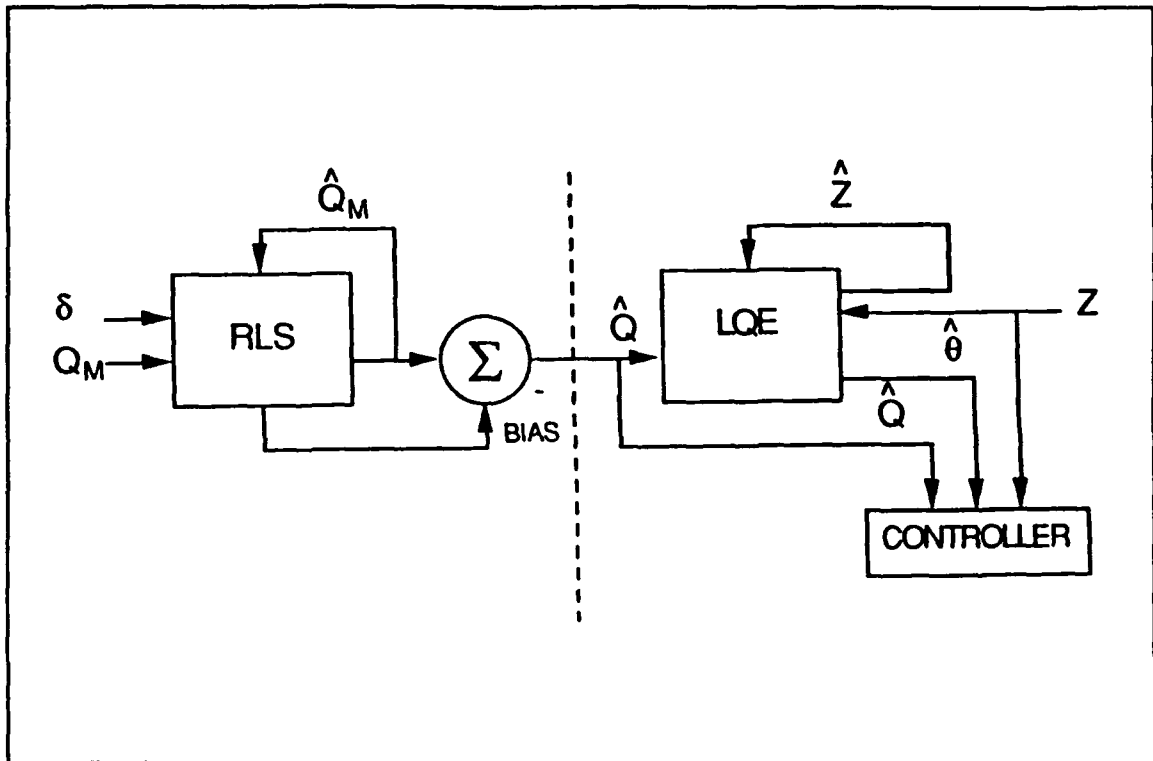 Q̂M
δ
QM
RLS
Σ
-
BIAS
Ẑ
Q̂
LQE
Z
θ̂
Q̂
CONTROLLER